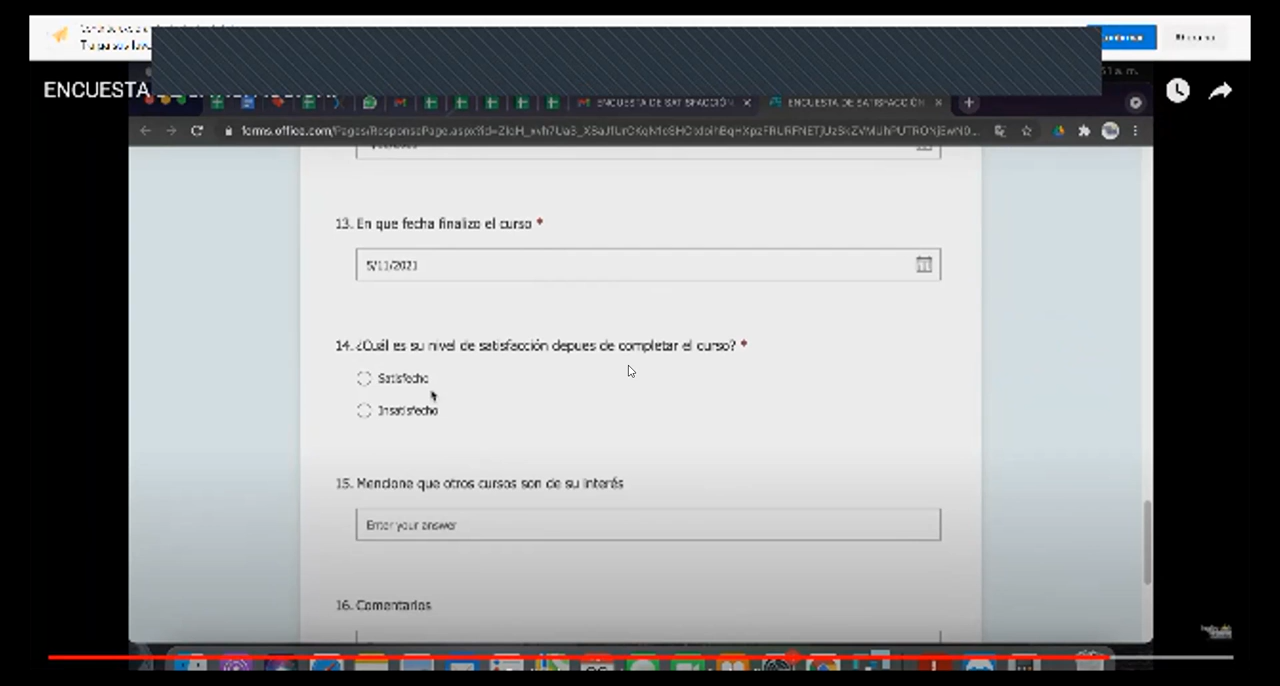 ENCUESTA
ENCUESTA DE SATISFACCIÓN
ENCUESTA DE SATISFACCIÓN
13. En que fecha finalizo el curso *
5/11/2021
14. ¿Cuál es su nivel de satisfacción depues de completar el curso? *
Satisfecho
Insatisfecho
15. Mencione que otros cursos son de su interés
Enter your answer
16. Comentarios